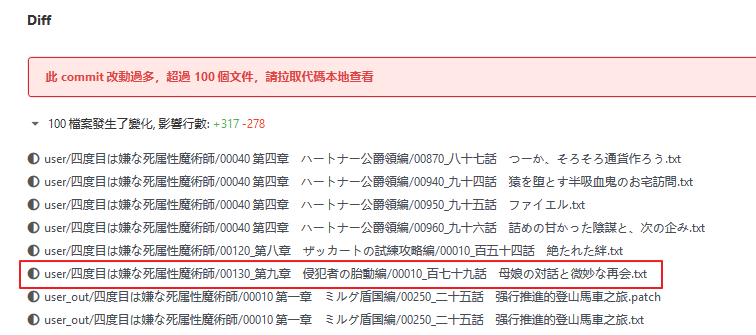 Diff
此 commit 改動過多，超過 100 個文件，請拉取代碼本地查看
100 檔案發生了變化, 影響行數: +317 -278
user/四度目は嫌な死属性魔術師/00040 第四章　ハートナー公爵領編/00870_八十七話　つーか、そろそろ通貨作ろう.txt
user/四度目は嫌な死属性魔術師/00040 第四章　ハートナー公爵領編/00940_九十四話　猿を堕とす半吸血鬼のお宅訪問.txt
user/四度目は嫌な死属性魔術師/00040 第四章　ハートナー公爵領編/00950_九十五話　ファイエル.txt
user/四度目は嫌な死属性魔術師/00040 第四章　ハートナー公爵領編/00960_九十六話　詰めの甘かった陰謀と、次の企み.txt
user/四度目は嫌な死属性魔術師/00120_第八章　ザッカートの試練攻略編/00010_百五十四話　絶たれた絆.txt
user/四度目は嫌な死属性魔術師/00130_第九章　侵犯者の胎動編/00010_百七十九話　母娘の対話と微妙な再会.txt
user_out/四度目は嫌な死属性魔術師/00010 第一章　ミルグ盾国編/00250_二十五話　强行推進的登山馬車之旅.patch
user_out/四度目は嫌な死属性魔術師/00010 第一章　ミルグ盾国編/00250_二十五話　强行推進的登山馬車之旅.txt